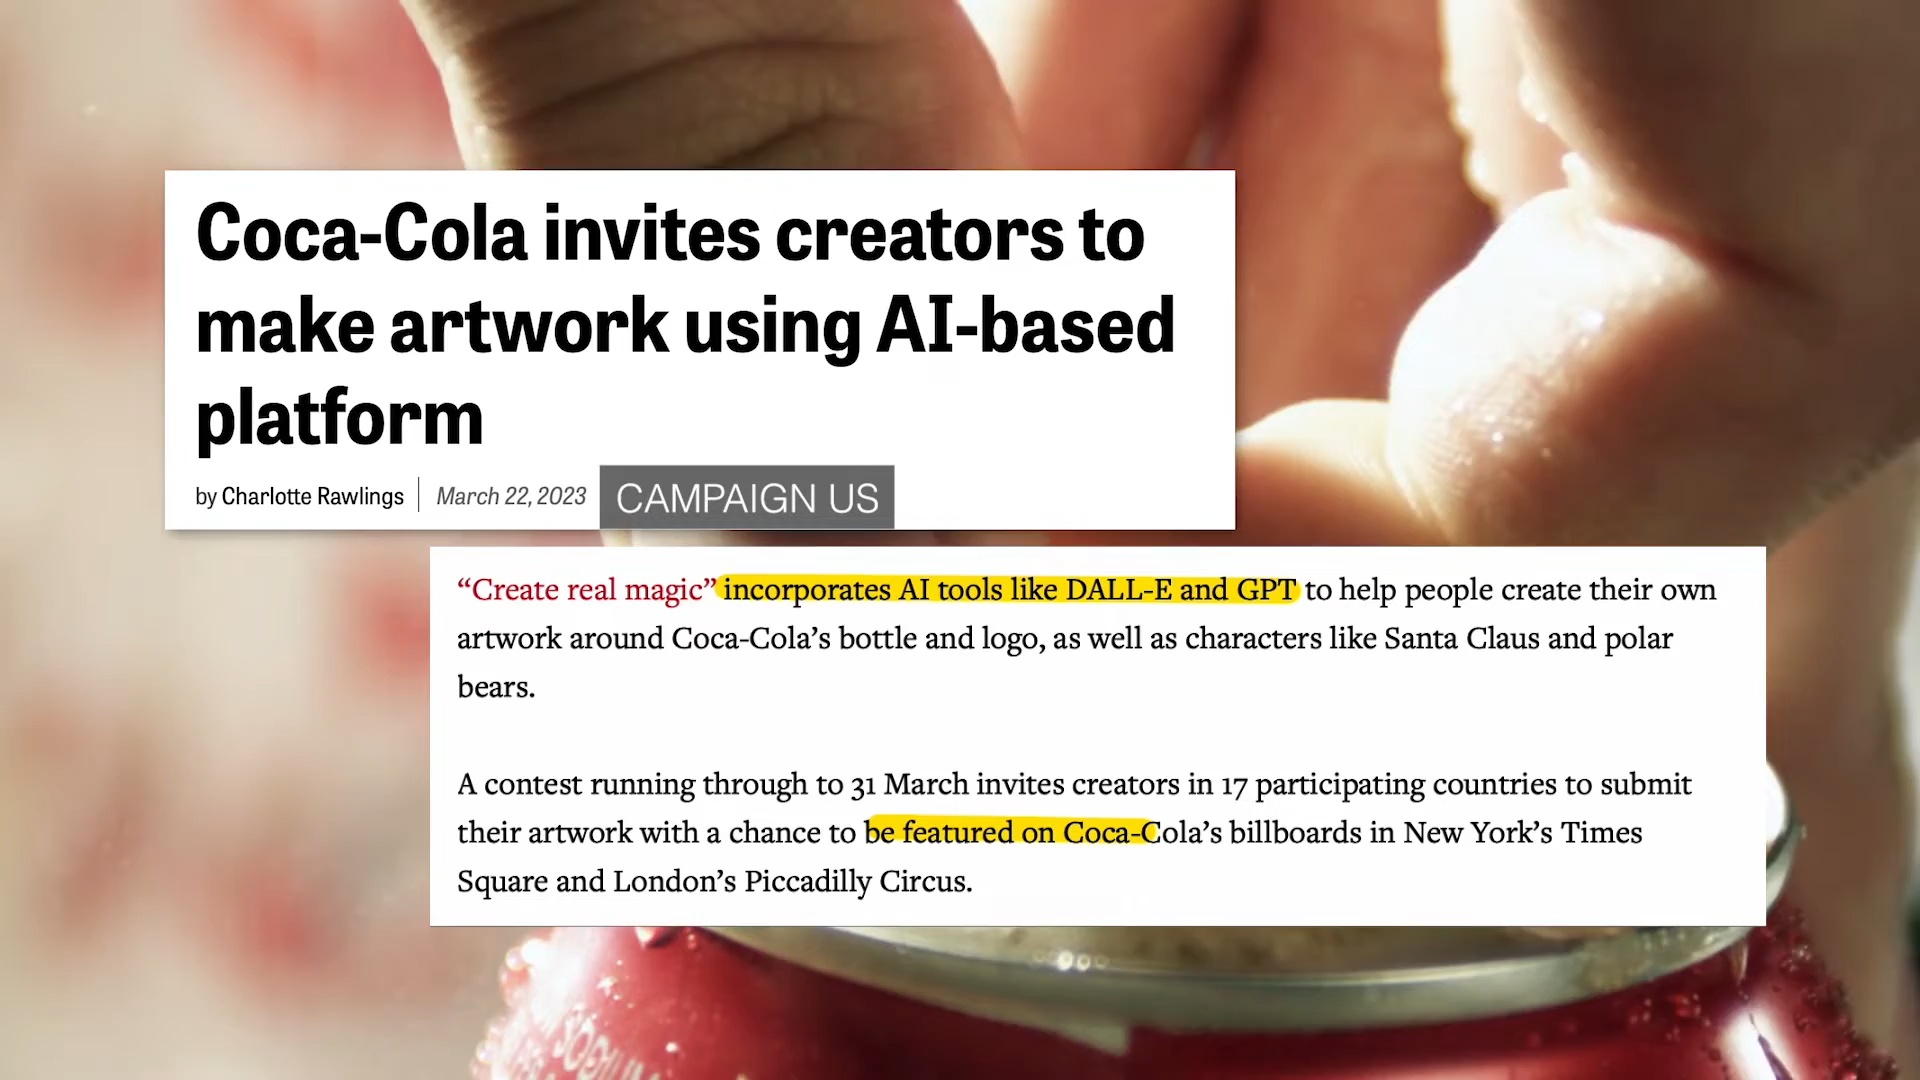 Coca-Cola invites creators to
make artwork using AI-based
platform
by Charlotte Rawlings | March 22, 2023
CAMPAIGN US
“Create real magic” incorporates AI tools like DALL-E and GPT to help people create their own
artwork around Coca-Cola’s bottle and logo, as well as characters like Santa Claus and polar
bears.
A contest running through to 31 March invites creators in 17 participating countries to submit
their artwork with a chance to be featured on Coca-Cola’s billboards in New York’s Times
Square and London’s Piccadilly Circus.